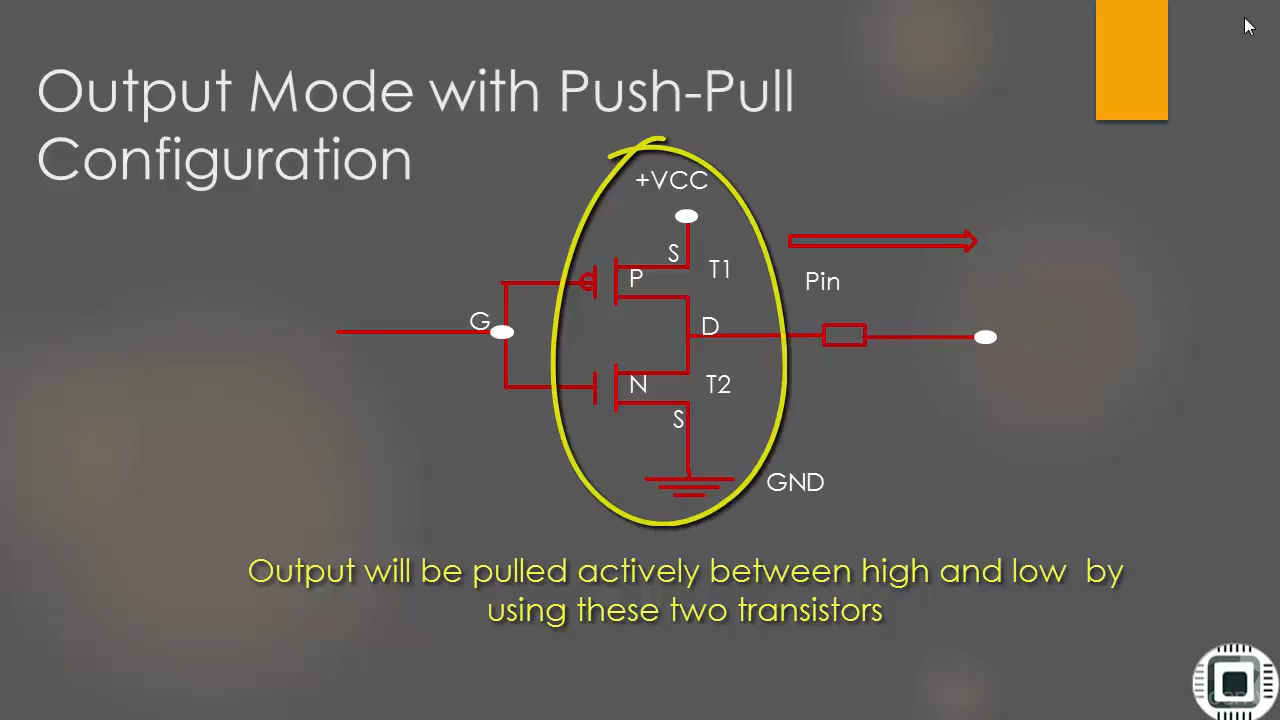 Output Mode with Push-Pull
Configuration
+VCC
S
P
T1
Pin
G
D
N
T2
S
GND
Output will be pulled actively between high and low by
using these two transistors